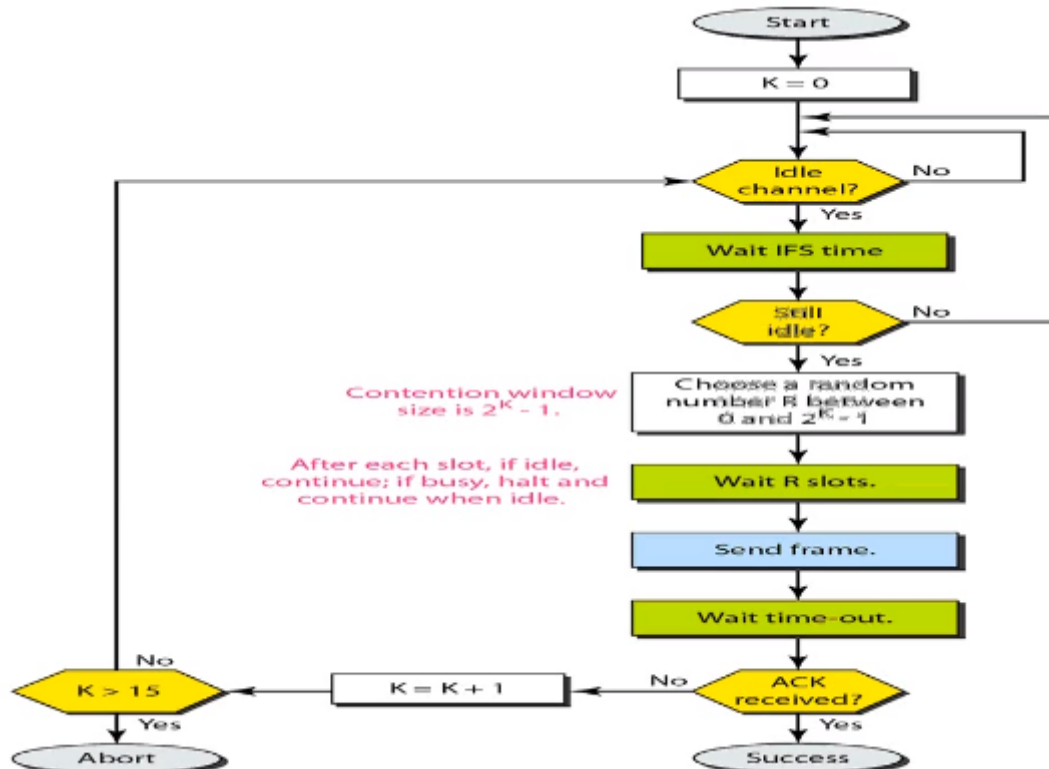 Start
K = 0
Idle
channel?
No
Yes
Wait IFS time
Still
idle?
No
Yes
Contention window
size is 2^K - 1.
Choose a random
number R between
0 and 2^K - 1
After each slot, if idle,
continue; if busy, halt and
continue when idle.
Wait R slots.
Send frame.
Wait time-out.
ACK
received?
No
Yes
K = K + 1
K > 15
No
Yes
Abort
Success